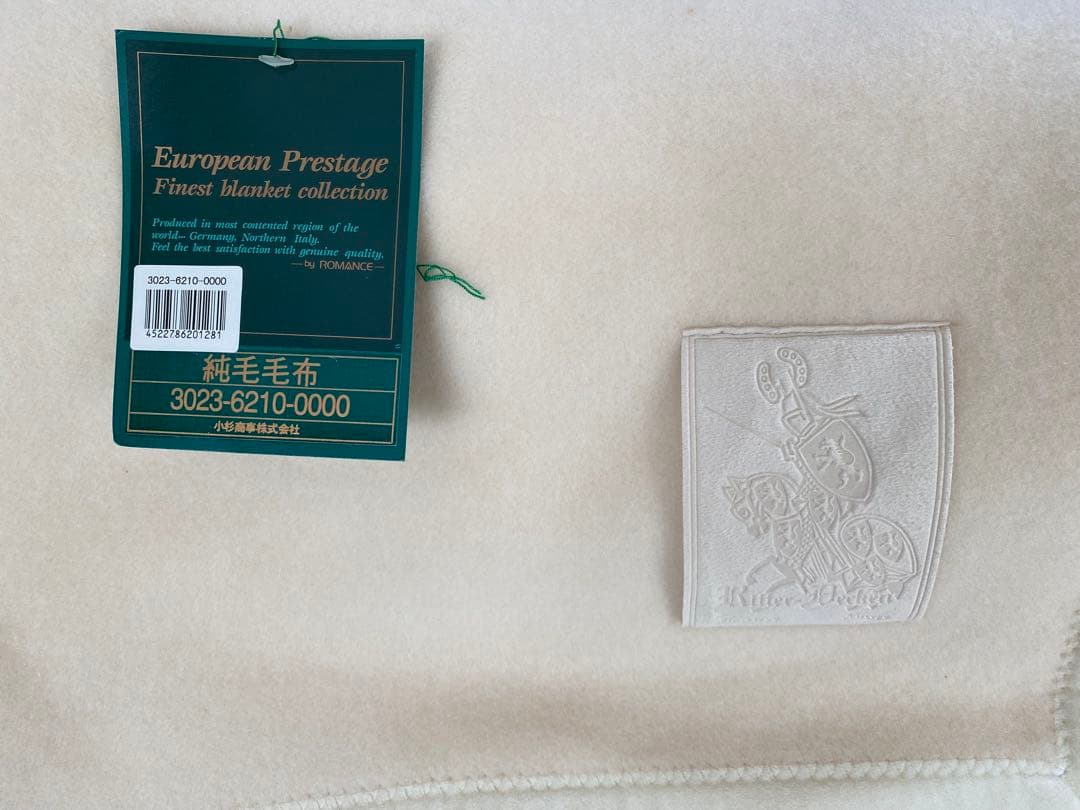 European Prestage
Finest blanket collection
Produced in most contented region of the
world-- Germany, Northern Italy.
Feel the best satisfaction with genuine quality.
—by ROMANCE—
3023-6210-0000
4522786201281
純毛毛布
3023-6210-0000
小杉商事株式会社
Ritter-Decken